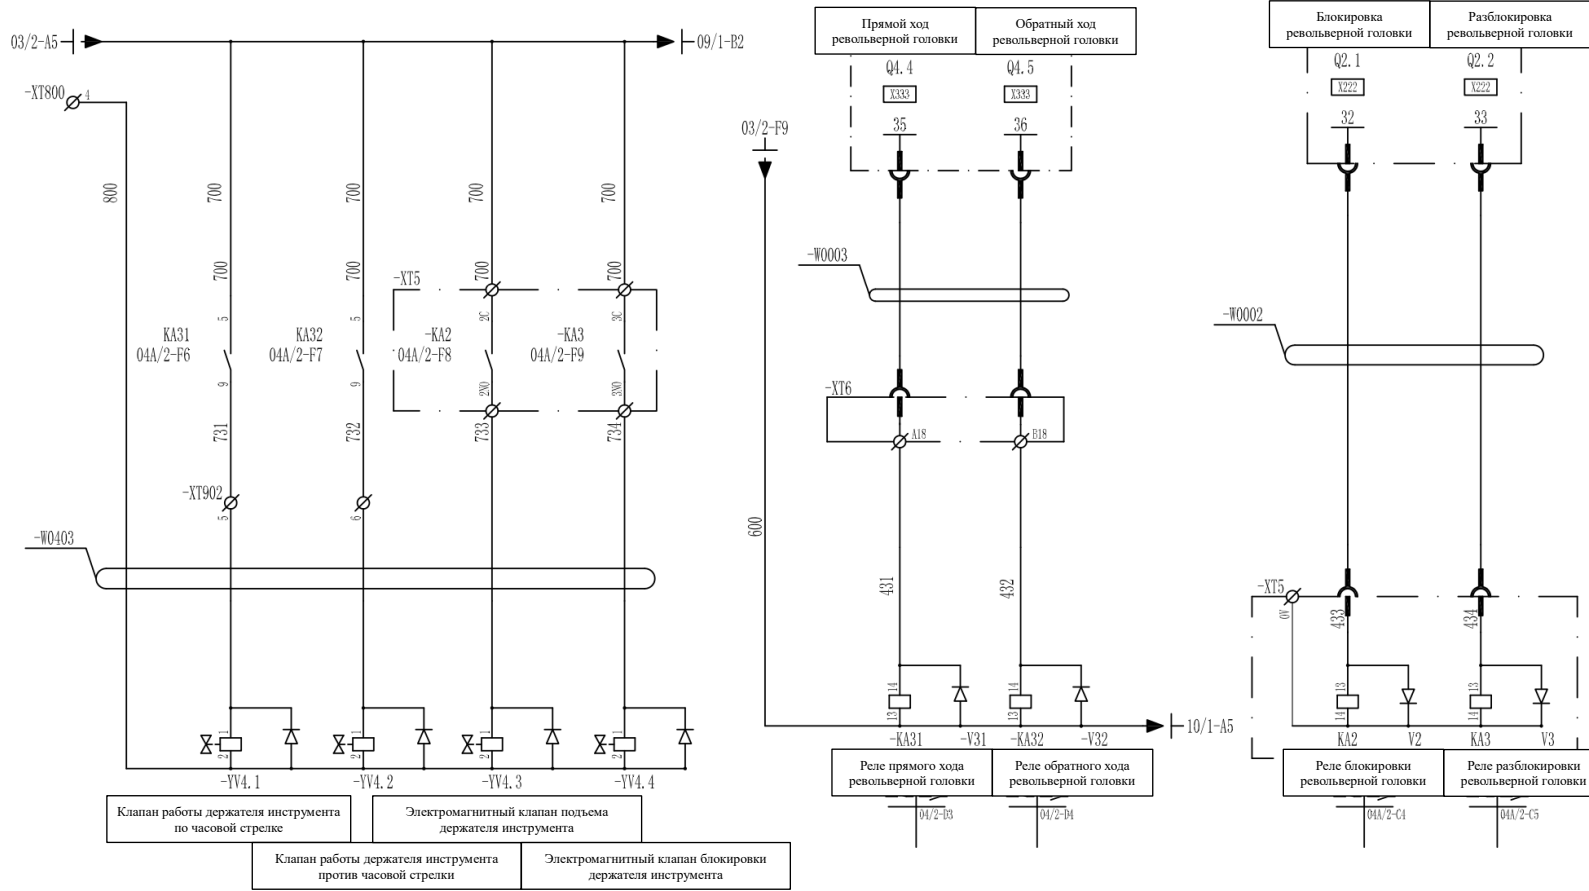 03/2-A5
09/1-B2
-XT800
4
800
700
700
700
700
700
700
700
700
-XT5
5
5
2C
3C
KA31
04A/2-F6
KA32
04A/2-F7
-KA2
04A/2-F8
-KA3
04A/2-F9
9
9
2NO
3NO
731
732
733
734
-XT902
5
6
-W0403
1
2
1
2
1
2
1
2
-YV4.1
-YV4.2
-YV4.3
-YV4.4
Клапан работы держателя инструмента
по часовой стрелке
Электромагнитный клапан подъема
держателя инструмента
Клапан работы держателя инструмента
против часовой стрелки
Электромагнитный клапан блокировки
держателя инструмента
Прямой ход
револьверной головки
Обратный ход
револьверной головки
Q4.4
Q4.5
X333
X333
35
36
03/2-F9
-W0003
-XT6
A18
B18
600
431
432
14
13
14
13
10/1-A5
-KA31
-V31
-KA32
-V32
Реле прямого хода
револьверной головки
Реле обратного хода
револьверной головки
04/2-D3
04/2-D4
Блокировка
револьверной головки
Разблокировка
револьверной головки
Q2.1
Q2.2
X222
X222
32
33
-W0002
-XT5
0V
433
434
13
14
13
14
KA2
V2
KA3
V3
Реле блокировки
револьверной головки
Реле разблокировки
револьверной головки
04A/2-C4
04A/2-C5